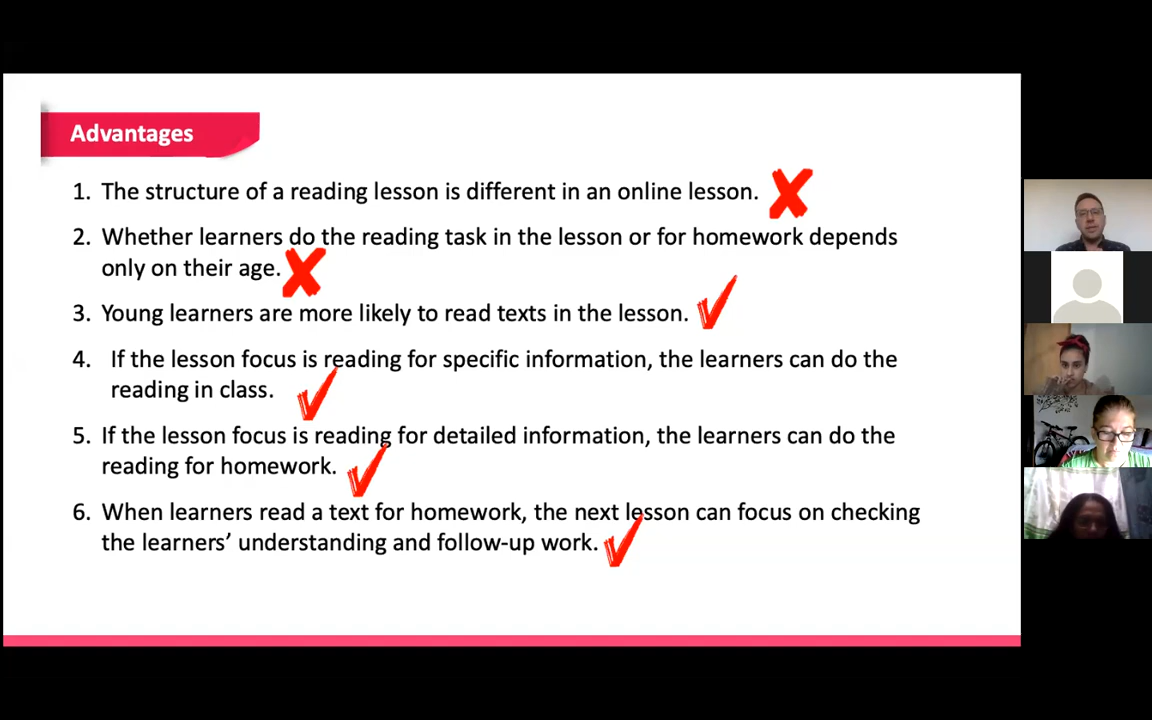 Advantages
1. The structure of a reading lesson is different in an online lesson.
2. Whether learners do the reading task in the lesson or for homework depends
only on their age.
3. Young learners are more likely to read texts in the lesson.
4. If the lesson focus is reading for specific information, the learners can do the
reading in class.
5. If the lesson focus is reading for detailed information, the learners can do the
reading for homework.
6. When learners read a text for homework, the next lesson can focus on checking
the learners’ understanding and follow-up work.